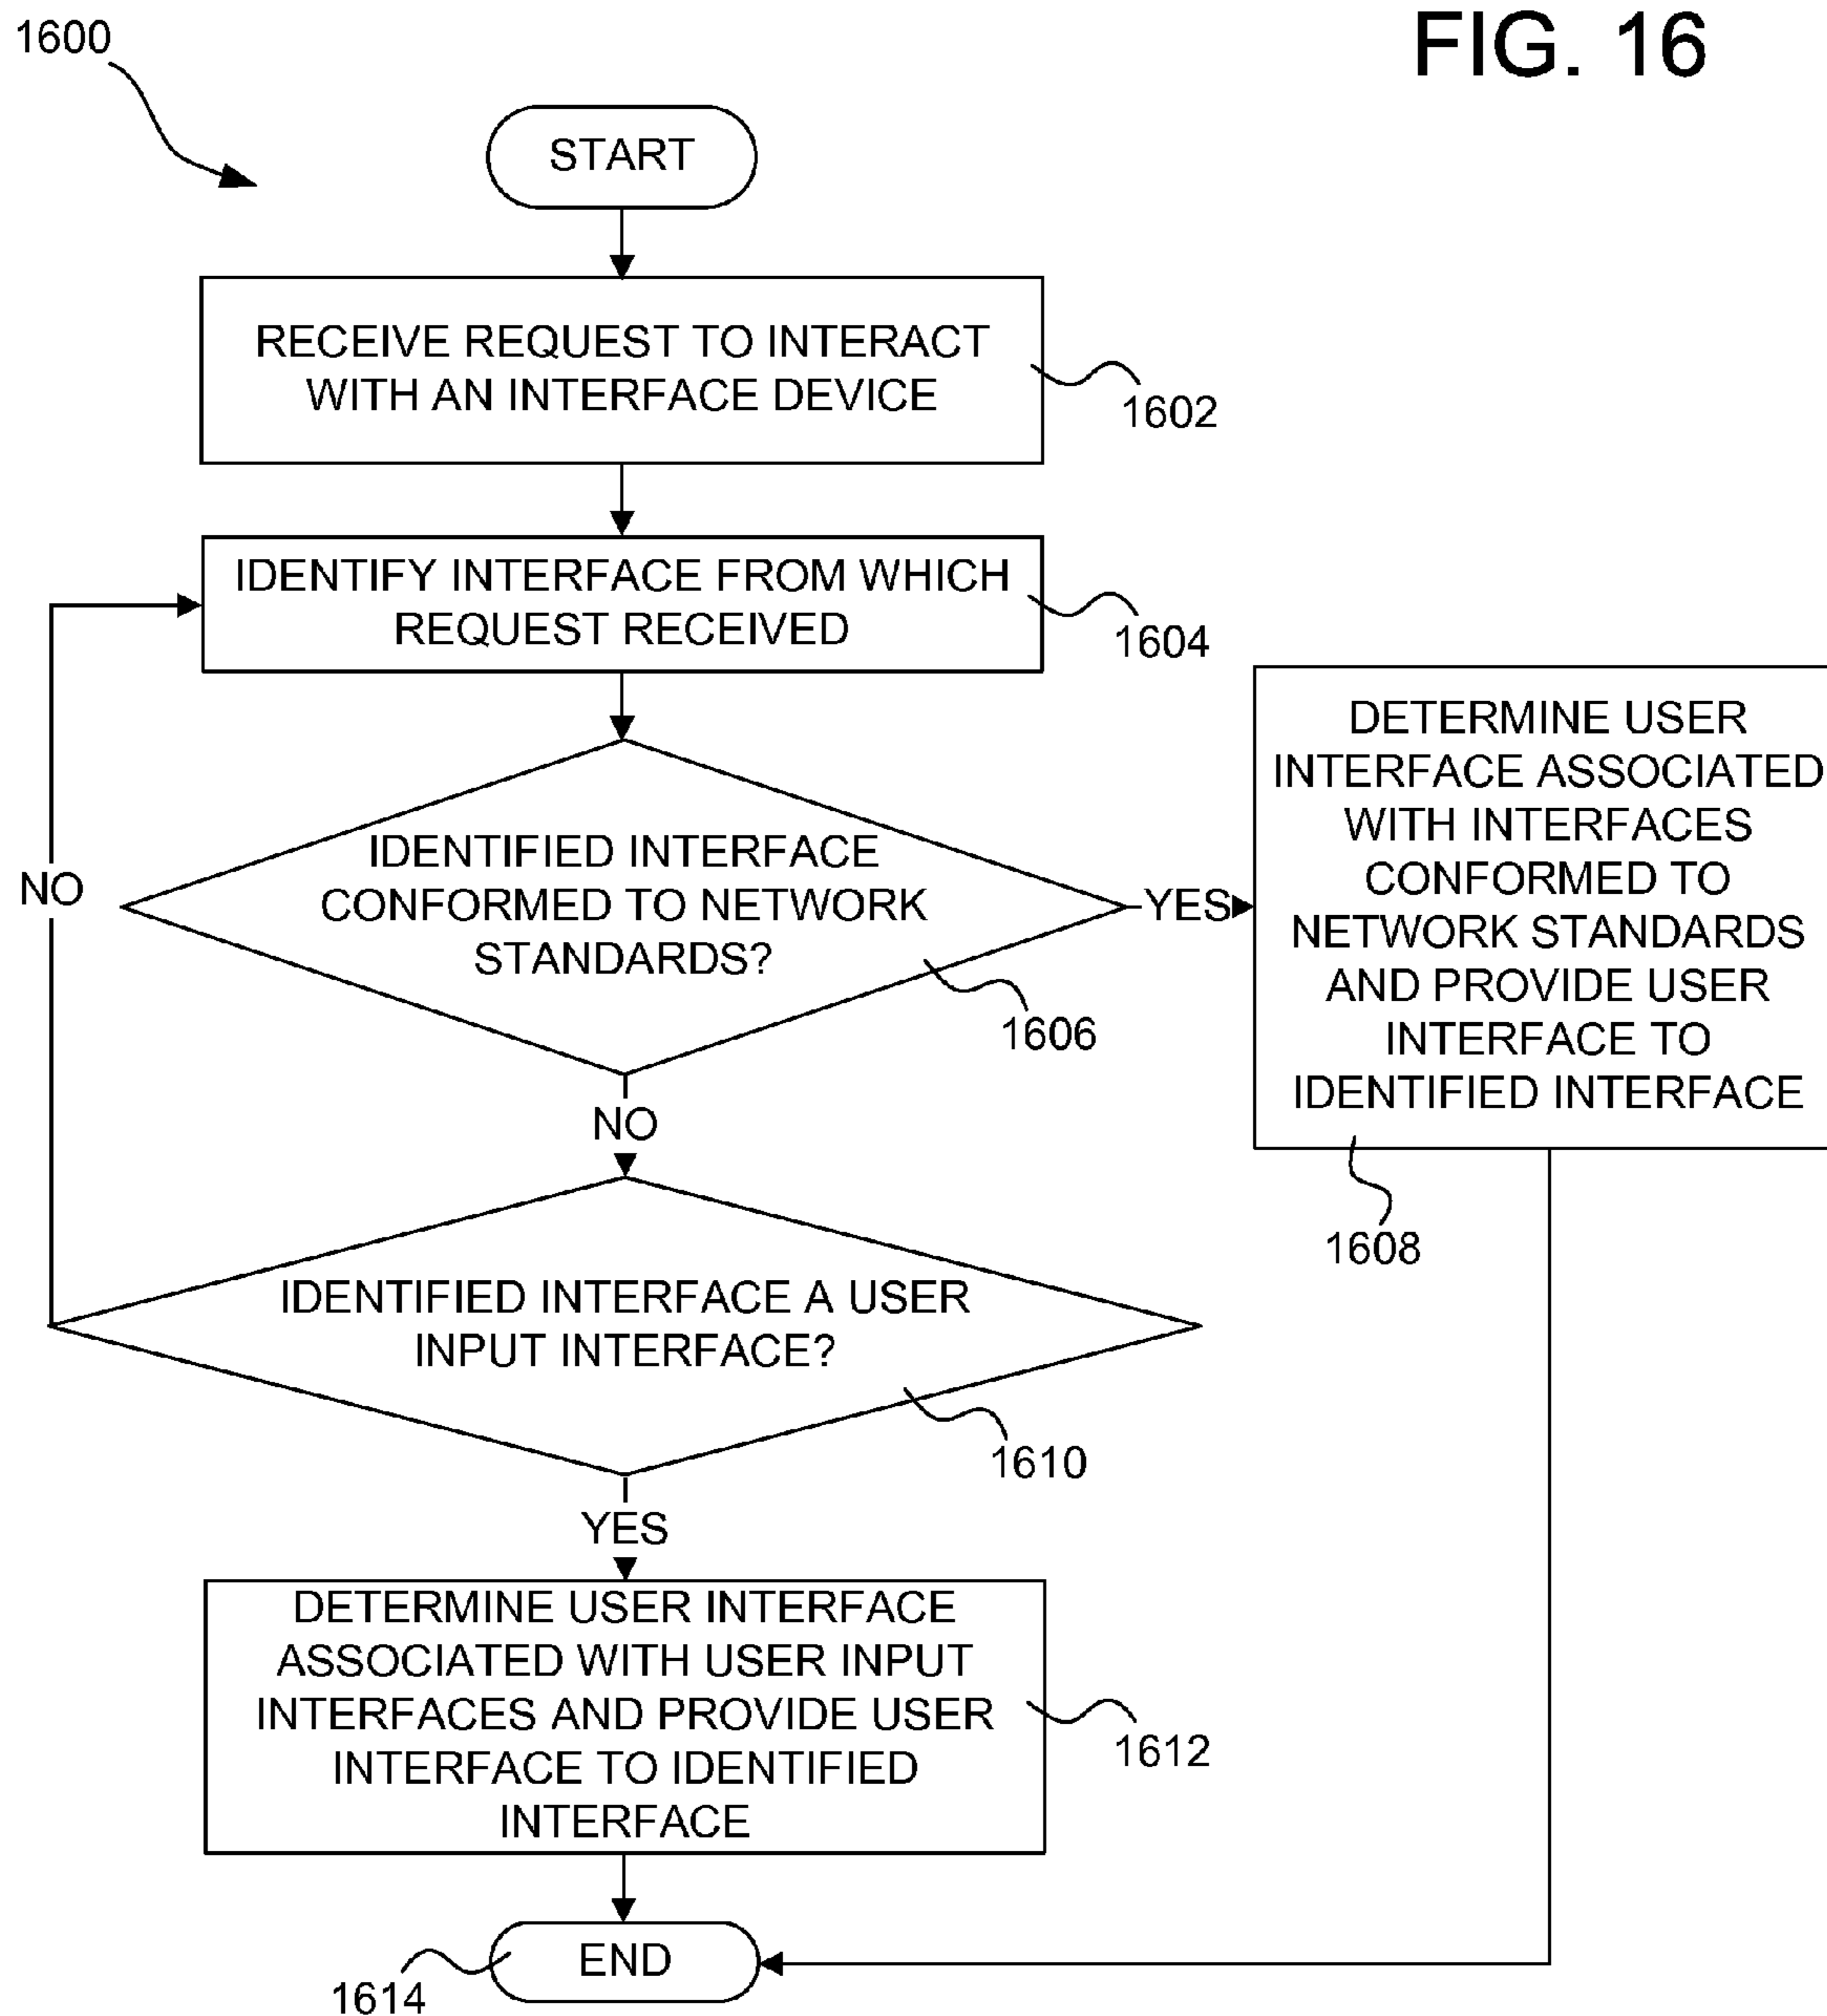 FIG. 16
1600
START
RECEIVE REQUEST TO INTERACT
WITH AN INTERFACE DEVICE
1602
IDENTIFY INTERFACE FROM WHICH
REQUEST RECEIVED
1604
IDENTIFIED INTERFACE
CONFORMED TO NETWORK
STANDARDS?
1606
YES
NO
NO
DETERMINE USER
INTERFACE ASSOCIATED
WITH INTERFACES
CONFORMED TO
NETWORK STANDARDS
AND PROVIDE USER
INTERFACE TO
IDENTIFIED INTERFACE
1608
IDENTIFIED INTERFACE A USER
INPUT INTERFACE?
1610
YES
DETERMINE USER INTERFACE
ASSOCIATED WITH USER INPUT
INTERFACES AND PROVIDE USER
INTERFACE TO IDENTIFIED
INTERFACE
1612
END
1614